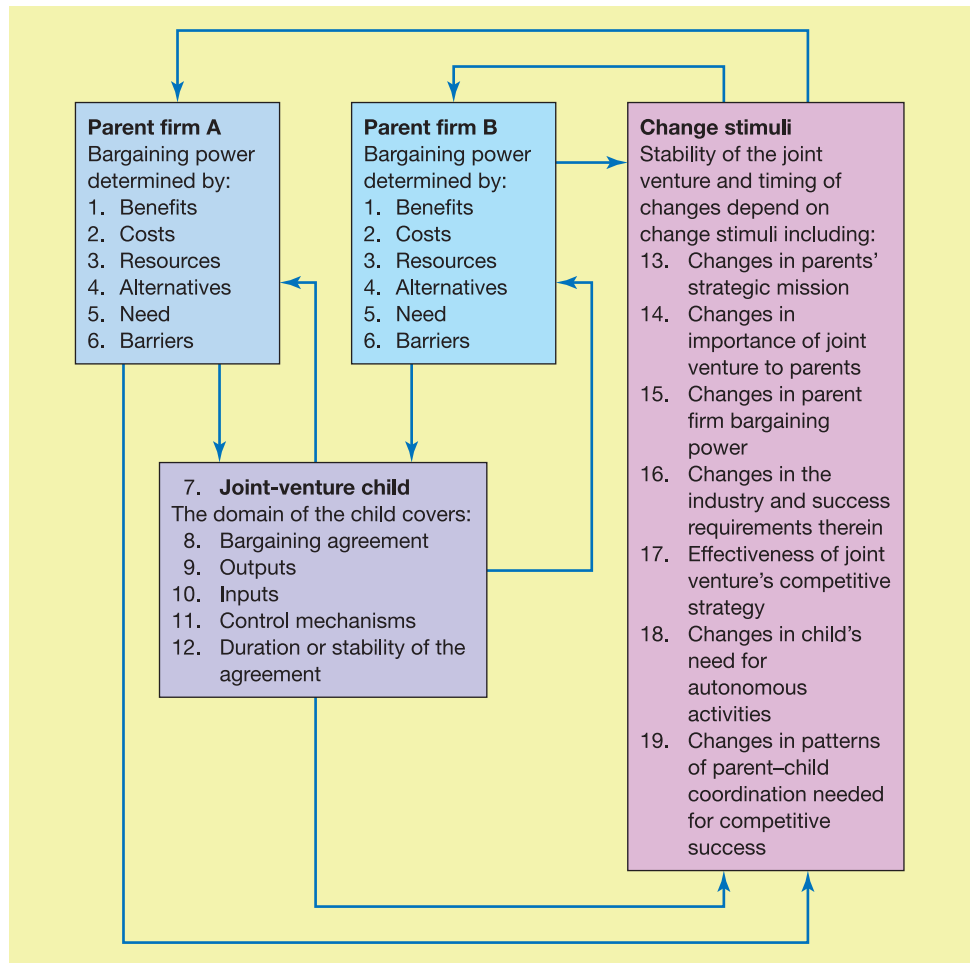 Parent firm A
Bargaining power
determined by:
1. Benefits
2. Costs
3. Resources
4. Alternatives
5. Need
6. Barriers
Parent firm B
Bargaining power
determined by:
1. Benefits
2. Costs
3. Resources
4. Alternatives
5. Need
6. Barriers
Change stimuli
Stability of the joint
venture and timing of
changes depend on
change stimuli including:
13. Changes in parents’
strategic mission
14. Changes in
importance of joint
venture to parents
15. Changes in parent
firm bargaining
power
16. Changes in the
industry and success
requirements therein
17. Effectiveness of joint
venture’s competitive
strategy
18. Changes in child’s
need for
autonomous
activities
19. Changes in patterns
of parent–child
coordination needed
for competitive
success
7. Joint-venture child
The domain of the child covers:
8. Bargaining agreement
9. Outputs
10. Inputs
11. Control mechanisms
12. Duration or stability of the
agreement